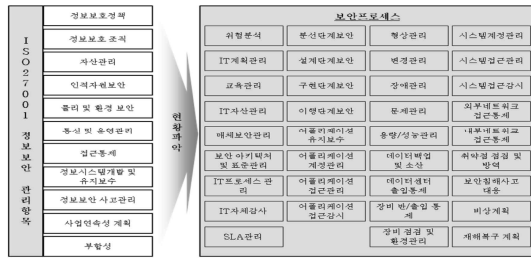 ISO27001 정보보안 관리항목
정보보호정책
정보보호 조직
자산관리
인적자원보안
물리 및 환경 보안
통신 및 운영관리
접근통제
정보시스템개발 및
유지보수
정보보안 사고관리
사업연속성 계획
부합성
현황파악
보안프로세스
위험분석
분선단계보안
형상관리
시스템계정관리
IT계획관리
설계단계보안
변경관리
시스템접근관리
교육관리
구현단계보안
장애관리
시스템접근감시
IT자산관리
이행단계보안
문제관리
외부네트워크
접근통제
매체보안관리
어플리케이션
유지보수
용량/성능관리
내부네트워크
접근통제
보안 아키텍처
및 표준관리
어플리케이션
계정관리
데이터백업
및 소산
취약점 점검 및
방역
IT프로세스 관
리
어플리케이션
접근관리
데이터센터
출입통제
보안침해사고
대응
IT자체감사
어플리케이션
접근감시
장비 반/출입 통
제
비상계획
SLA관리
장비 점검 및
환경관리
재해복구 계획